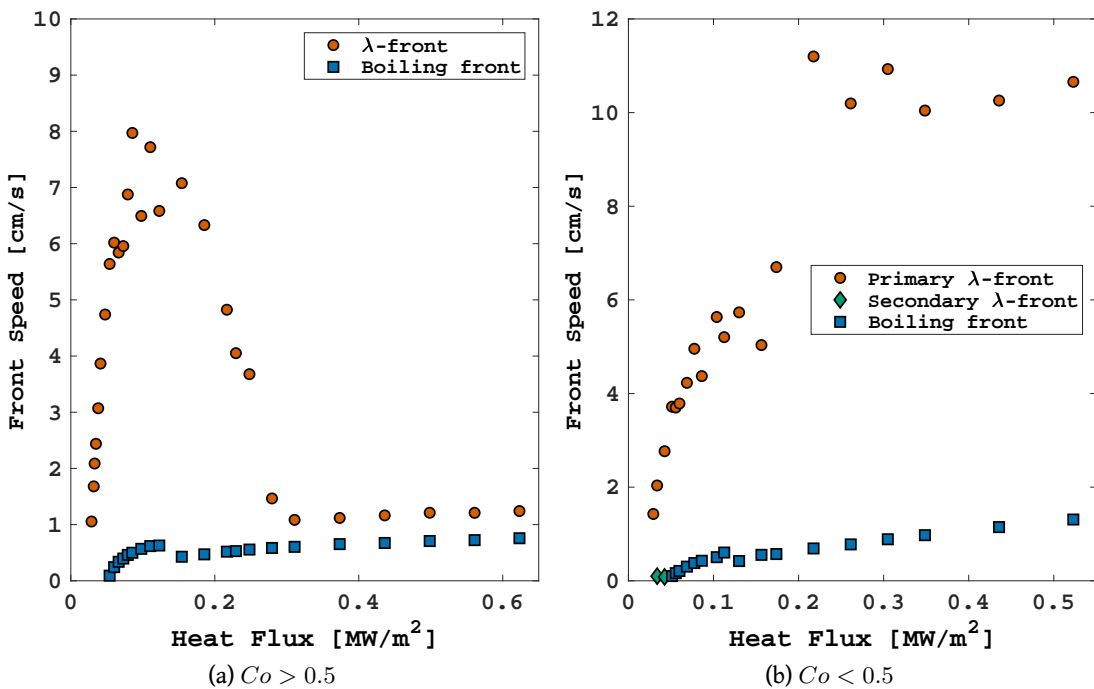 10
9
8
7
6
5
4
3
2
1
0
Front Speed [cm/s]
λ-front
Boiling front
0 0.2 0.4 0.6
Heat Flux [MW/m²]
(a) Co > 0.5
12
10
8
6
4
2
0
Front Speed [cm/s]
Primary λ-front
Secondary λ-front
Boiling front
0 0.1 0.2 0.3 0.4 0.5
Heat Flux [MW/m²]
(b) Co < 0.5